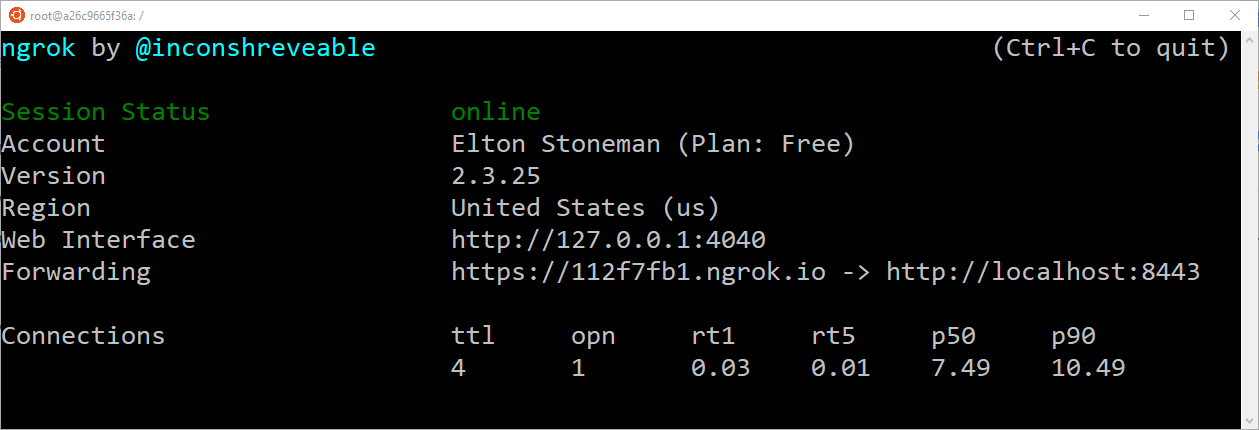 root@a26c9665f36a: /
ngrok by @inconshreveable (Ctrl+C to quit)
Session Status online
Account Elton Stoneman (Plan: Free)
Version 2.3.25
Region United States (us)
Web Interface http://127.0.0.1:4040
Forwarding https://112f7fb1.ngrok.io -> http://localhost:8443
Connections ttl opn rt1 rt5 p50 p90
4 1 0.03 0.01 7.49 10.49